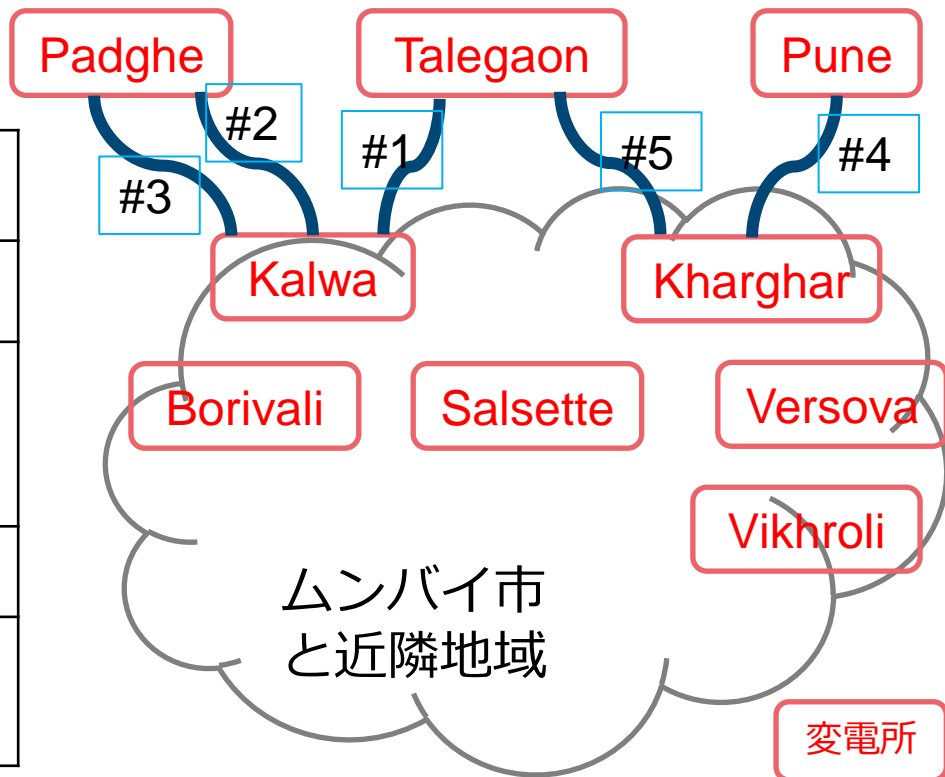 Padghe
Talegaon
Pune
#2
#1
#5
#4
#3
Kalwa
Kharghar
Borivali
Salsette
Versova
Vikhroli
ムンバイ市
と近隣地域
変電所